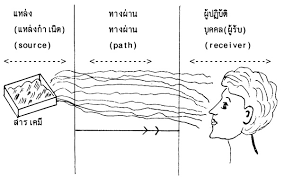 แหล่ง
(แหล่งกำเนิด)
(source)
ทางผ่าน
ทางผ่าน
(path)
ผู้ปฏิบัติ
บุคคล(ผู้รับ)
(receiver)
สารเคมี